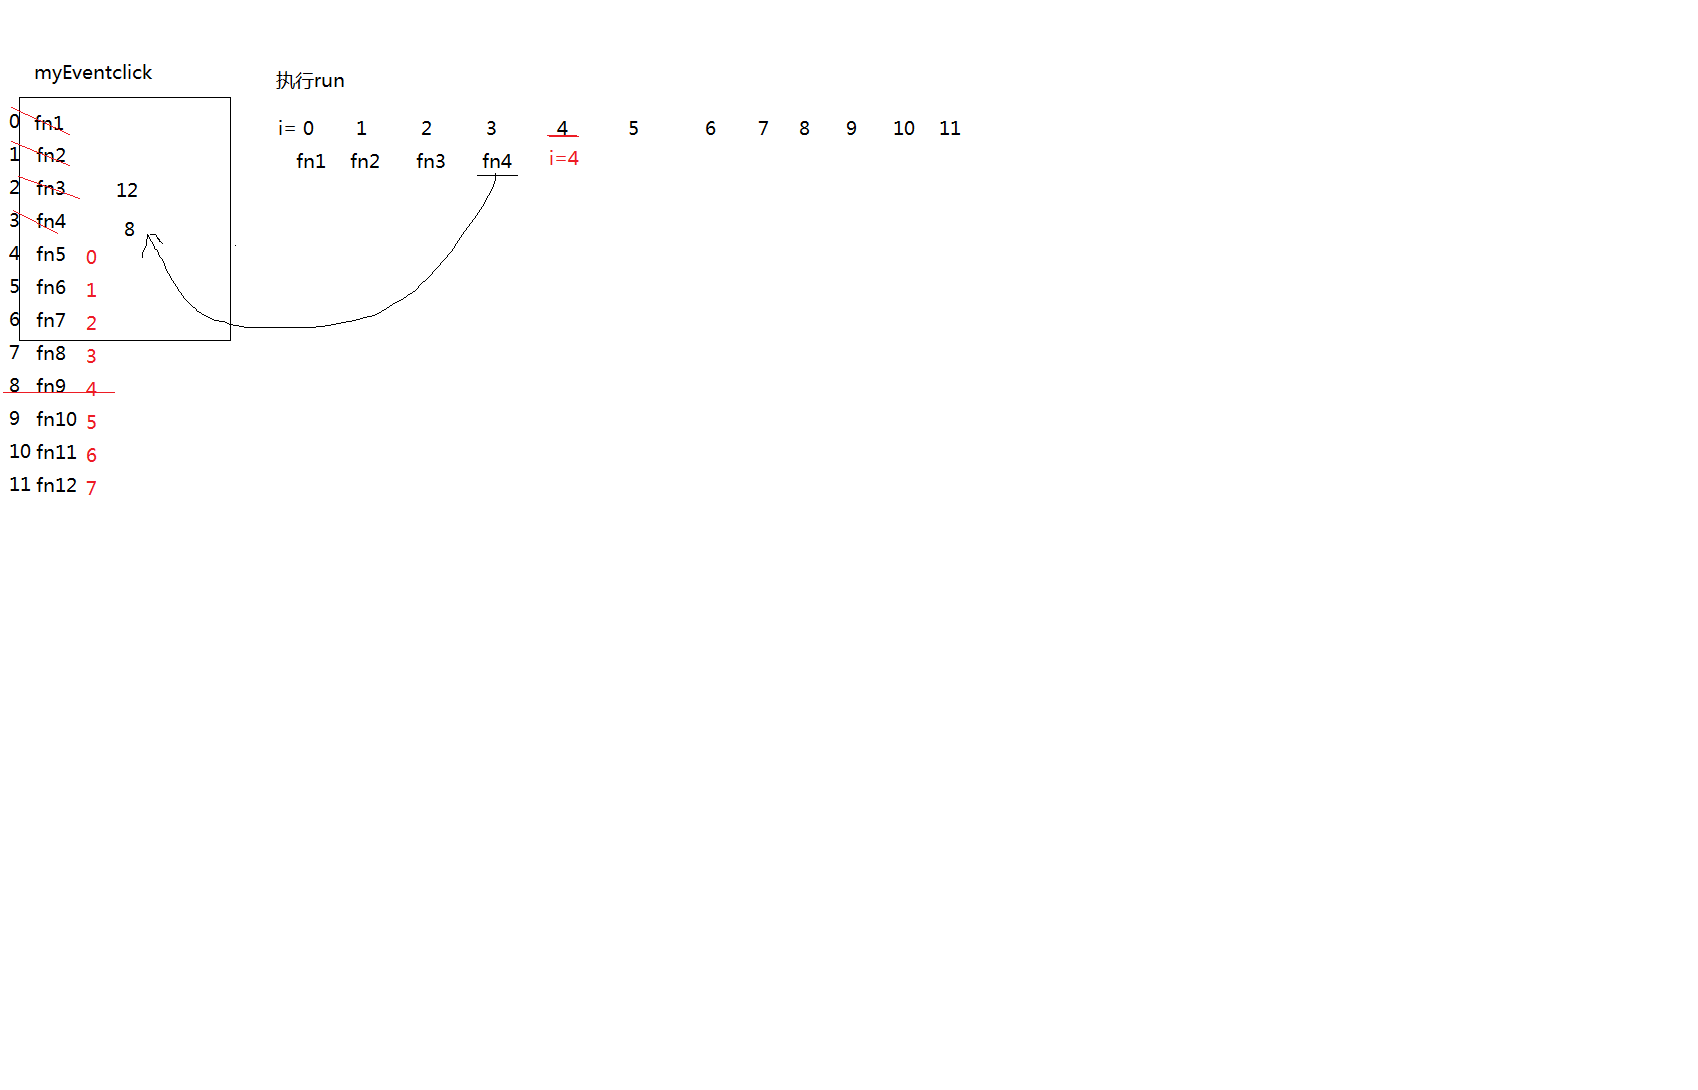 myEventclick
执行run
i= 0 1 2 3 4 5 6 7 8 9 10 11
fn1 fn2 fn3 fn4 i=4
0 fn1
1 fn2
2 fn3 12
3 fn4 8
4 fn5 0
5 fn6 1
6 fn7 2
7 fn8 3
8 fn9 4
9 fn10 5
10 fn11 6
11 fn12 7